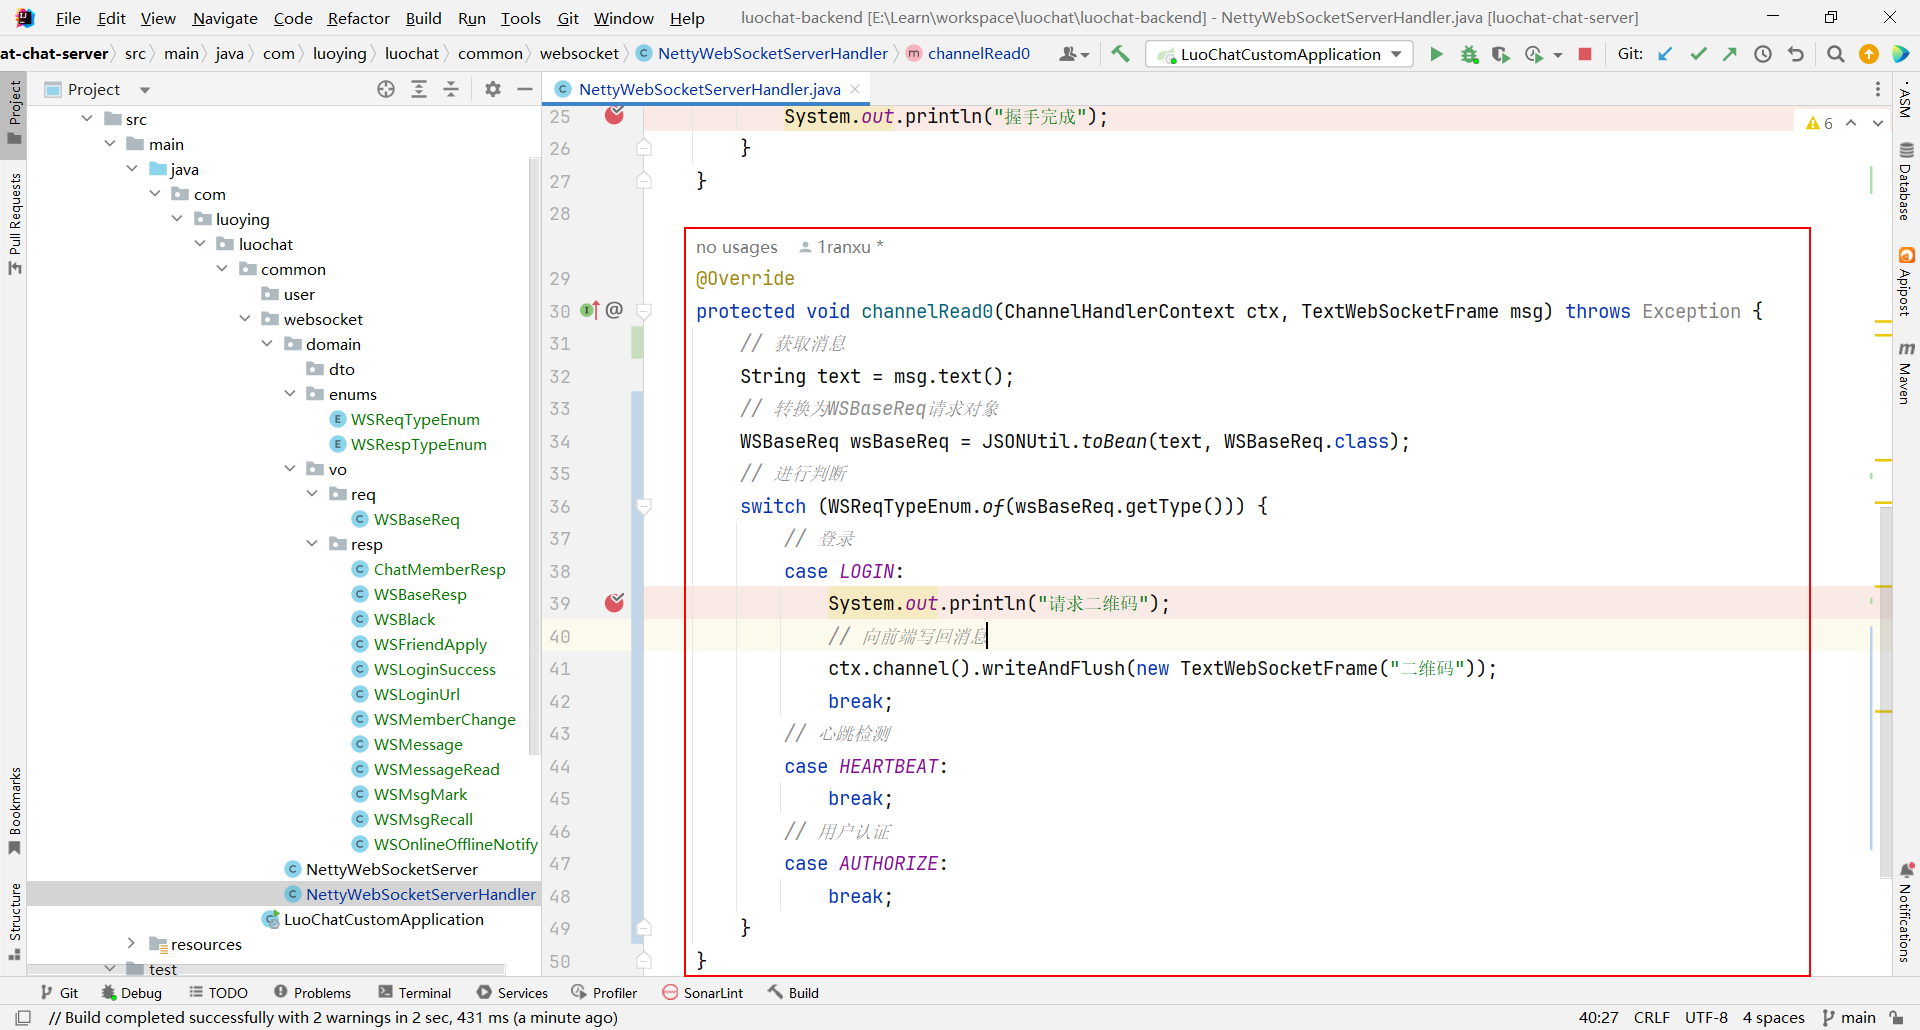 File Edit View Navigate Code Refactor Build Run Tools Git Window Help luochat-backend [E:\Learn\workspace\luochat\luochat-backend] - NettyWebSocketServerHandler.java [luochat-chat-server]
at-chat-server src main java com luoying luochat common websocket NettyWebSocketServerHandler channelRead0 LuoChatCustomApplication Git:
Project
NettyWebSocketServerHandler.java
Project
Pull Requests
Bookmarks
Structure
src
main
java
com
luoying
luochat
common
user
websocket
domain
dto
enums
WSReqTypeEnum
WSRespTypeEnum
vo
req
WSBaseReq
resp
ChatMemberResp
WSBaseResp
WSBlack
WSFriendApply
WSLoginSuccess
WSLoginUrl
WSMemberChange
WSMessage
WSMessageRead
WSMsgMark
WSMsgRecall
WSOnlineOfflineNotify
NettyWebSocketServer
NettyWebSocketServerHandler
LuoChatCustomApplication
resources
test
6
25 System.out.println("握手完成");
26 }
27 }
28
no usages 1ranxu *
29 @Override
30 @ protected void channelRead0(ChannelHandlerContext ctx, TextWebSocketFrame msg) throws Exception {
31 // 获取消息
32 String text = msg.text();
33 // 转换为WSBaseReq请求对象
34 WSBaseReq wsBaseReq = JSONUtil.toBean(text, WSBaseReq.class);
35 // 进行判断
36 switch (WSReqTypeEnum.of(wsBaseReq.getType())) {
37 // 登录
38 case LOGIN:
39 System.out.println("请求二维码");
40 // 向前端写回消息
41 ctx.channel().writeAndFlush(new TextWebSocketFrame("二维码"));
42 break;
43 // 心跳检测
44 case HEARTBEAT:
45 break;
46 // 用户认证
47 case AUTHORIZE:
48 break;
49 }
50 }
ASM
Database
Apipost
Maven
Notifications
Git Debug TODO Problems Terminal Services Profiler SonarLint Build
// Build completed successfully with 2 warnings in 2 sec, 431 ms (a minute ago) 40:27 CRLF UTF-8 4 spaces main